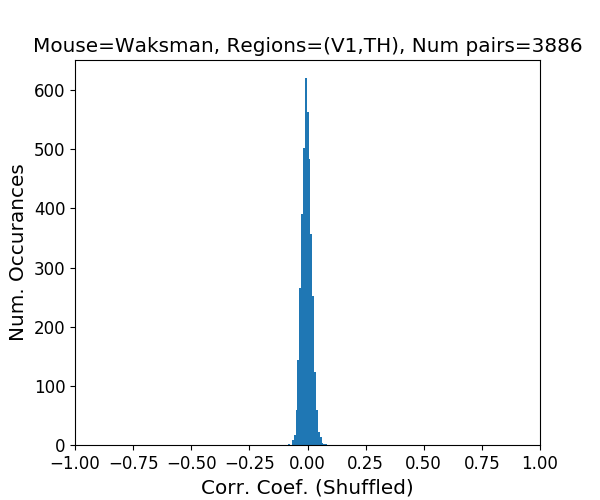 Mouse=Waksman, Regions=(V1,TH), Num pairs=3886
600
500
400
300
200
100
0
Num. Occurances
−1.00 −0.75 −0.50 −0.25 0.00 0.25 0.50 0.75 1.00
Corr. Coef. (Shuffled)